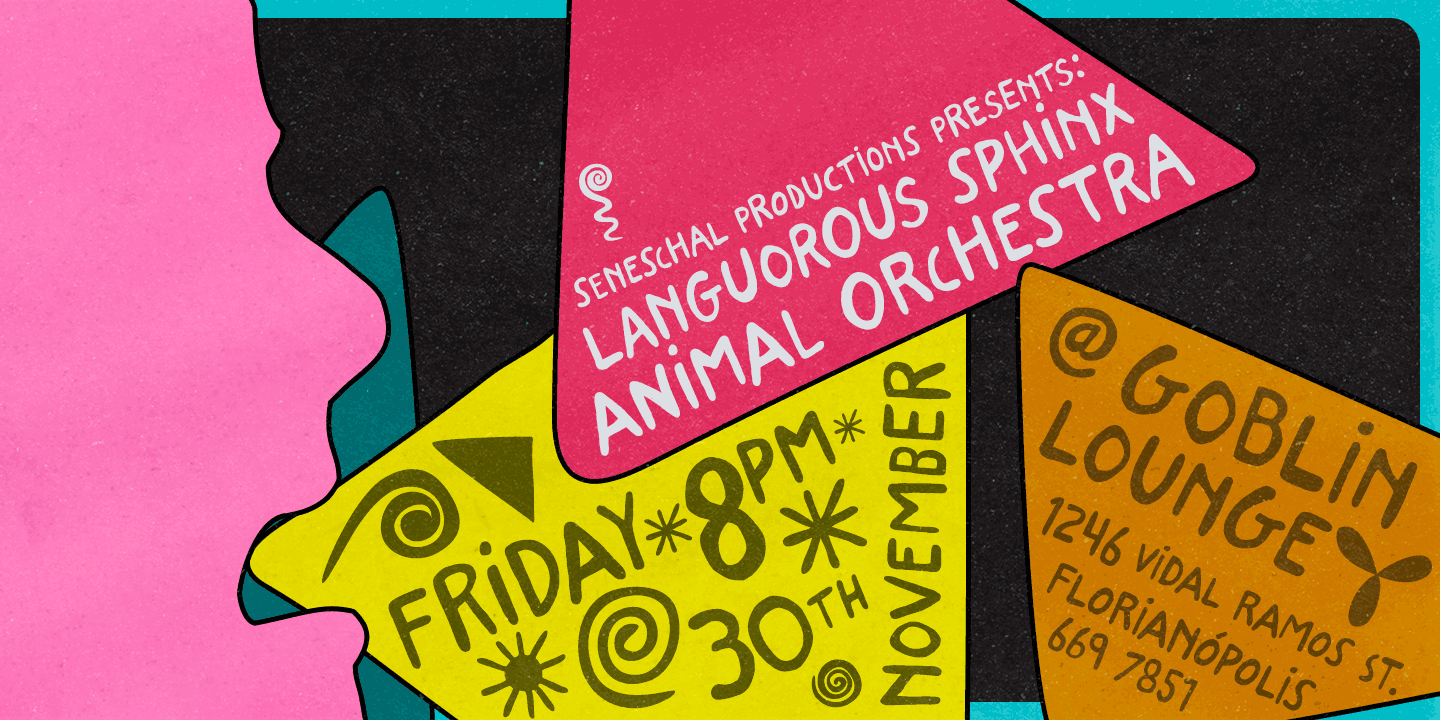 SENESCHAL PRODUCTIONS PRESENTS:
LANGUOROUS SPHINX
ANIMAL ORCHESTRA
FRIDAY 8PM
@ 30TH
NOVEMBER
@ GOBLIN
LOUNGE
1246 VIDAL RAMOS ST.
FLORIANÓPOLIS
669 7851